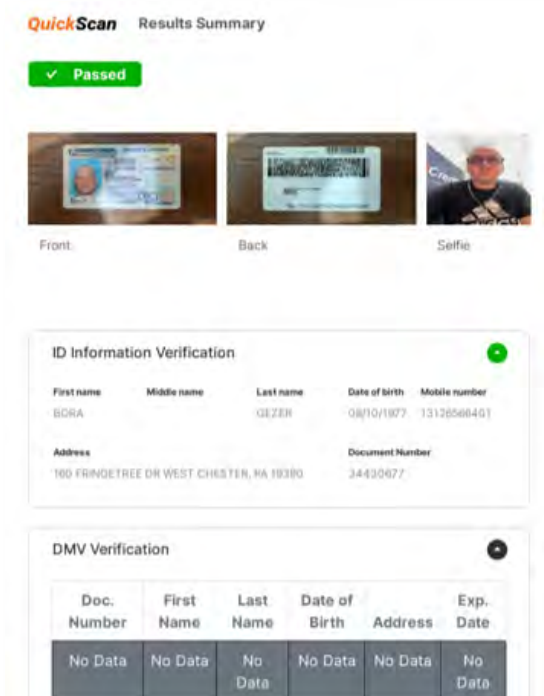 QuickScan Results Summary
Passed
Front
Back
Selfie
ID Information Verification
First name Middle name Last name Date of birth Mobile number
BORA GEZER 08/10/1977 13126560401
Address Document Number
160 FRINGETREE DR WEST CHESTER, PA 19380 34430677
DMV Verification
Doc. Number First Name Last Name Date of Birth Address Exp. Date
No Data No Data No Data No Data No Data No Data